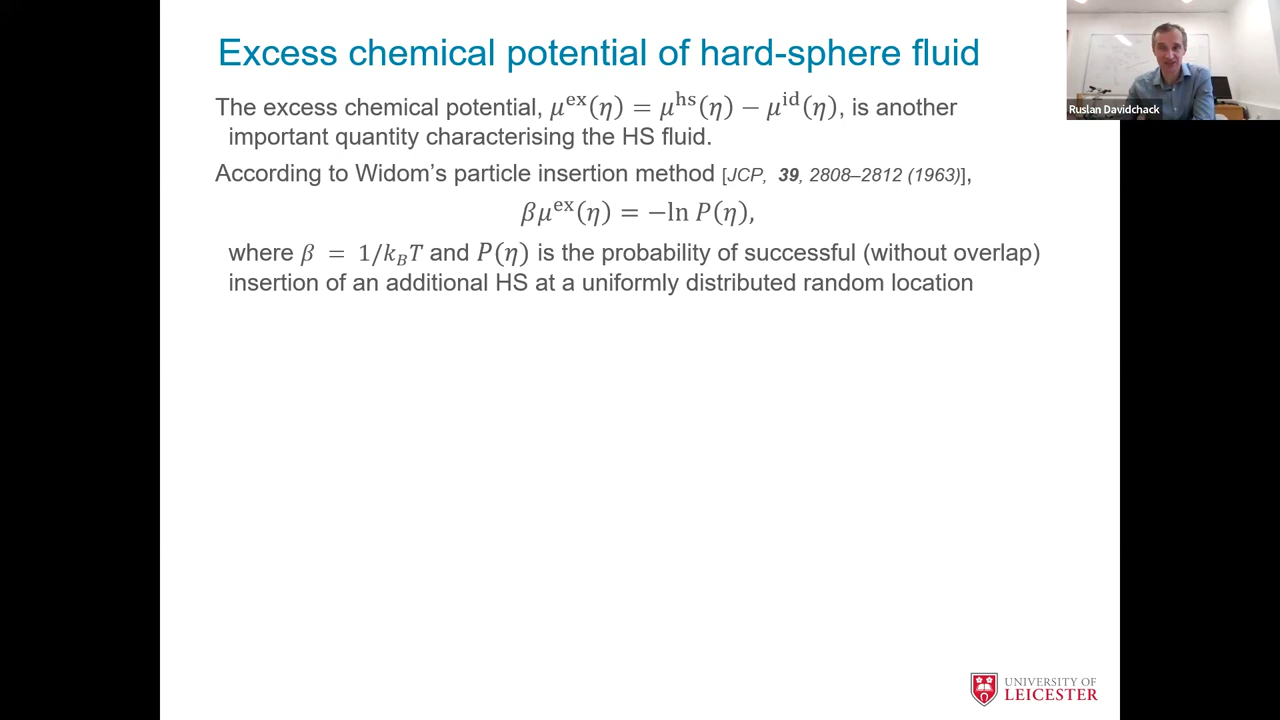 Excess chemical potential of hard-sphere fluid
The excess chemical potential, μ^ex(η) = μ^hs(η) − μ^id(η), is another
important quantity characterising the HS fluid.
According to Widom’s particle insertion method [JCP, 39, 2808–2812 (1963)],
βμ^ex(η) = −ln P(η),
where β = 1/k_BT and P(η) is the probability of successful (without overlap)
insertion of an additional HS at a uniformly distributed random location
Ruslan Davidchack
UNIVERSITY OF
LEICESTER